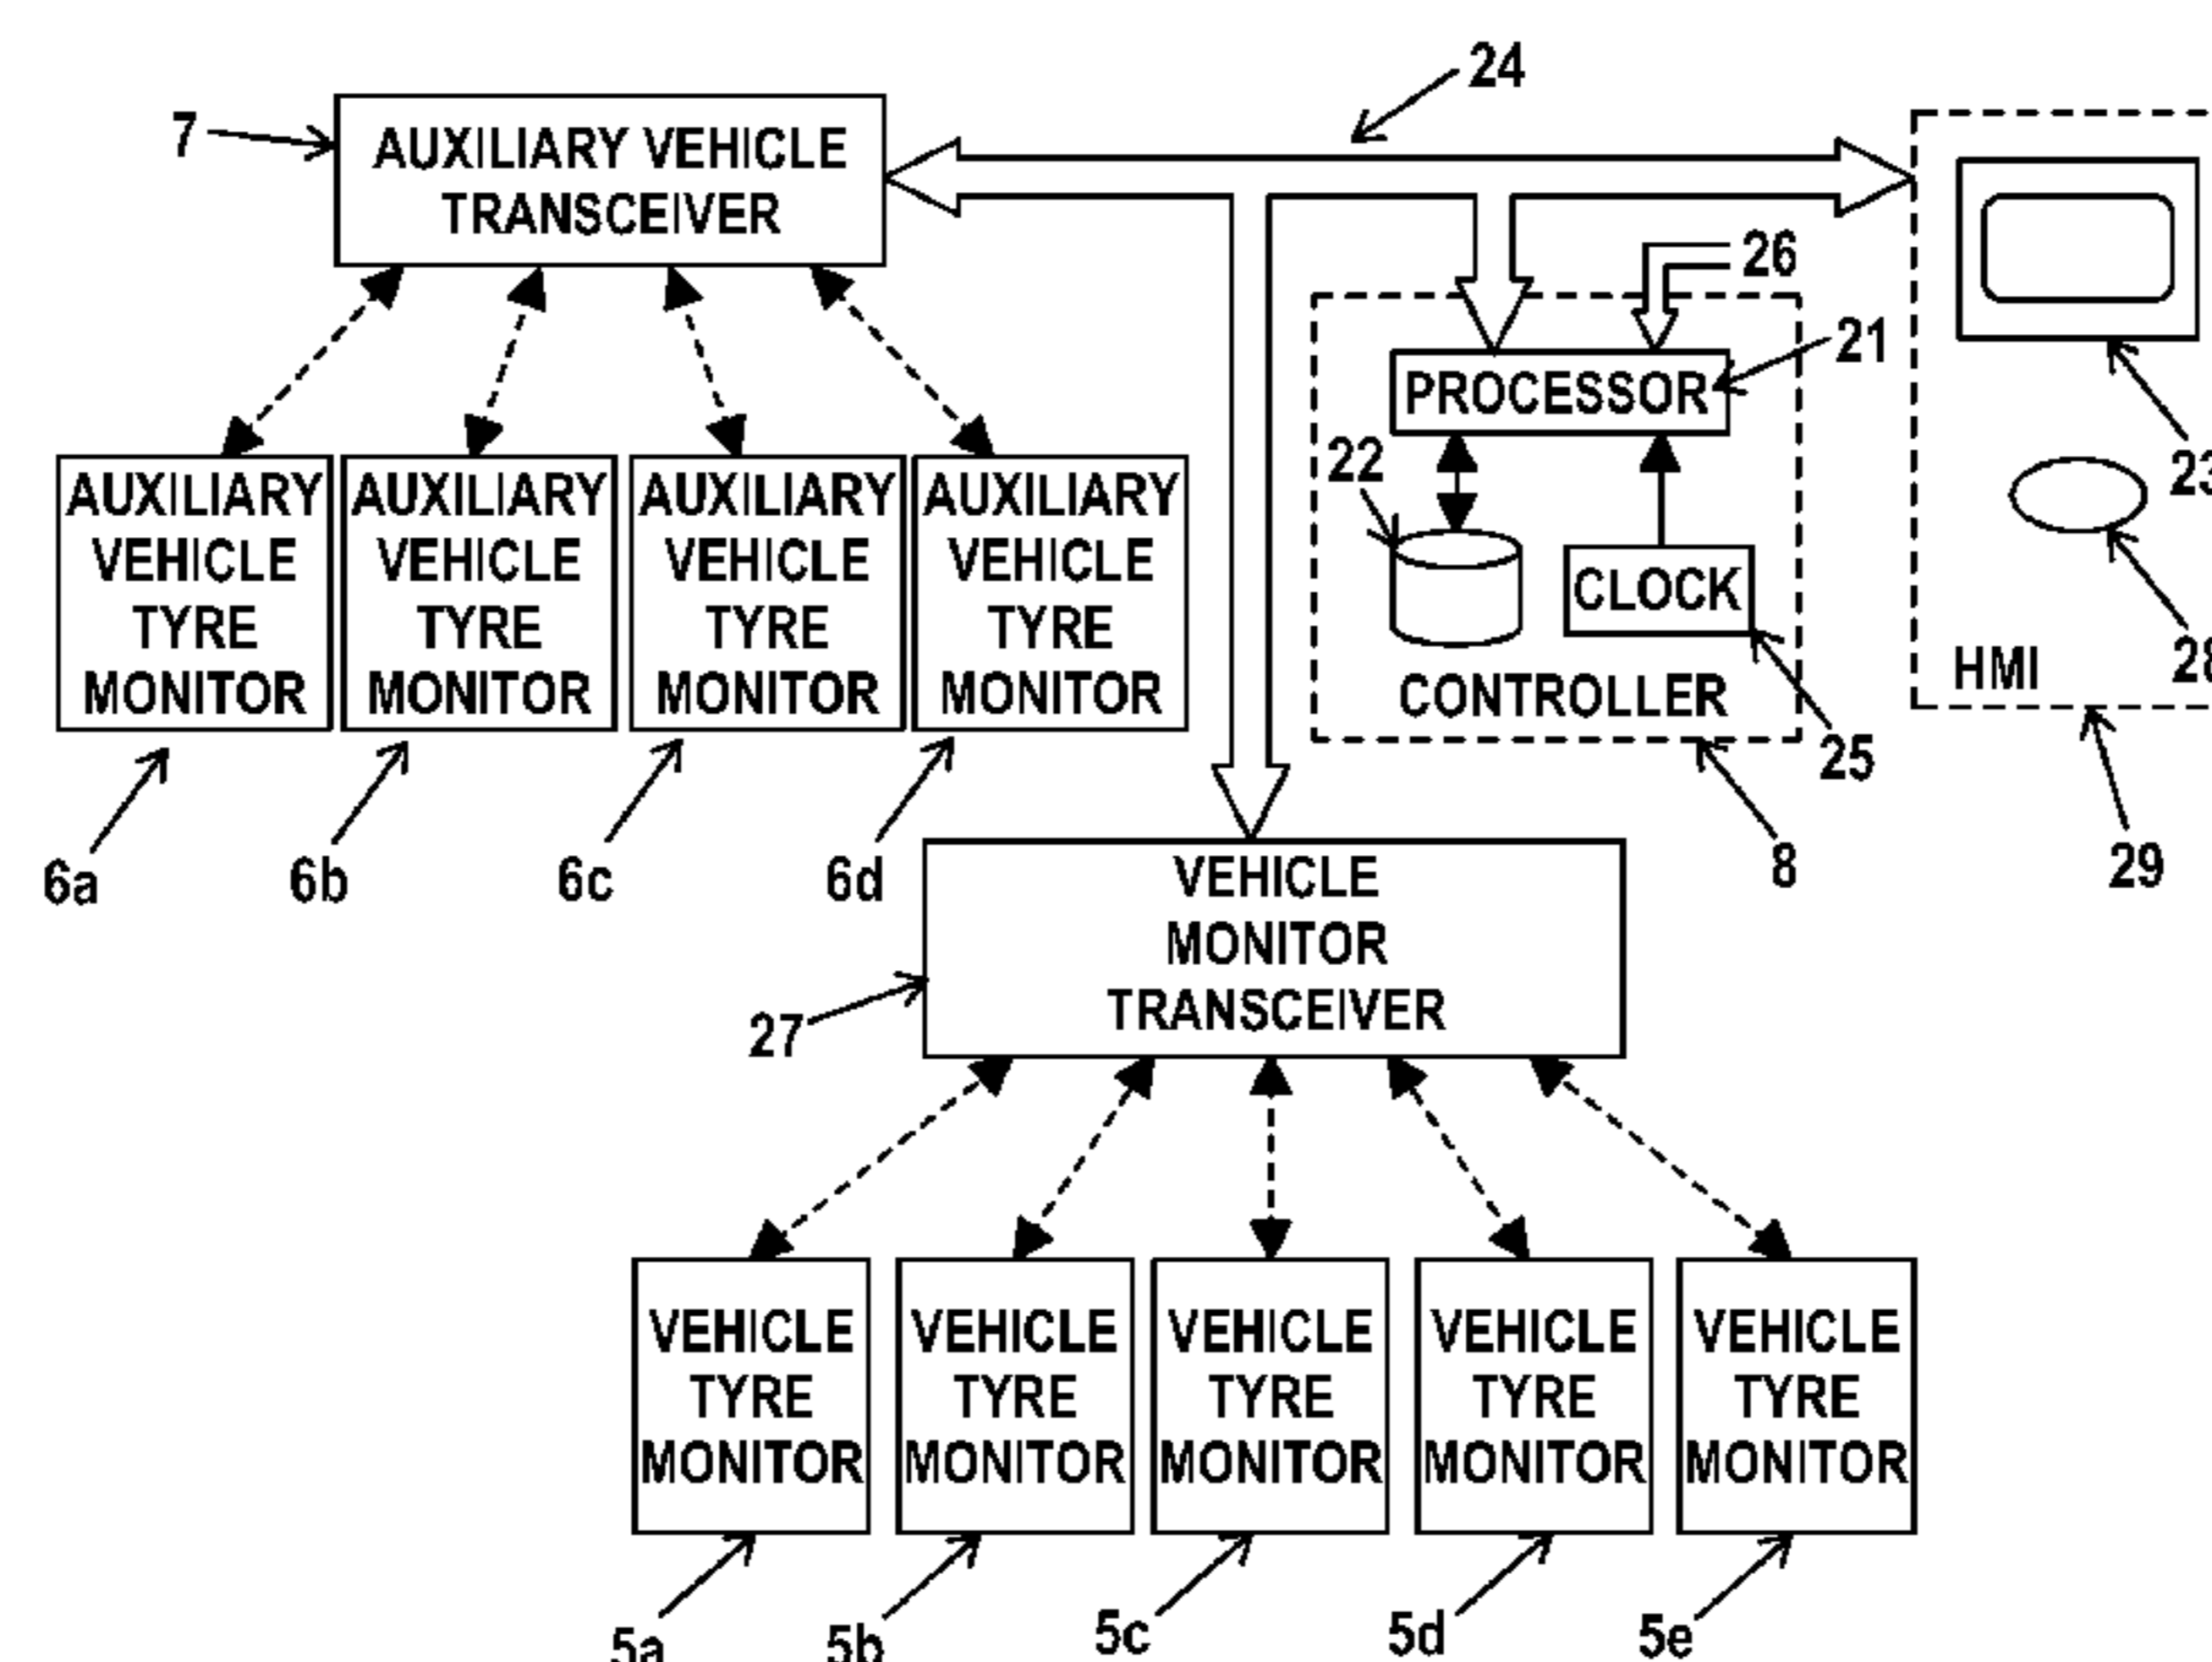 24
7
AUXILIARY VEHICLE
TRANSCEIVER
26
21
PROCESSOR
22
23
CLOCK
28
HMI
CONTROLLER
25
AUXILIARY
VEHICLE
TYRE
MONITOR
AUXILIARY
VEHICLE
TYRE
MONITOR
AUXILIARY
VEHICLE
TYRE
MONITOR
AUXILIARY
VEHICLE
TYRE
MONITOR
6a
6b
6c
6d
8
29
VEHICLE
MONITOR
TRANSCEIVER
27
VEHICLE
TYRE
MONITOR
VEHICLE
TYRE
MONITOR
VEHICLE
TYRE
MONITOR
VEHICLE
TYRE
MONITOR
VEHICLE
TYRE
MONITOR
5a
5b
5c
5d
5e